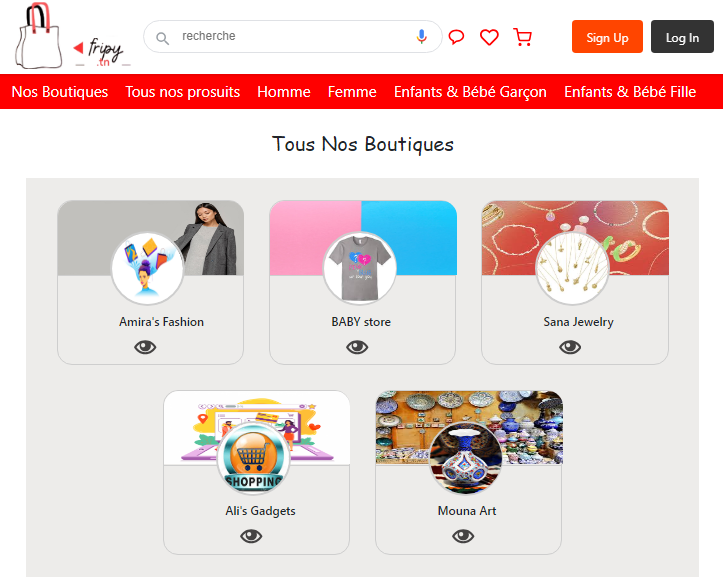 fripy
.tn
recherche
Sign Up
Log In
Nos Boutiques
Tous nos prosuits
Homme
Femme
Enfants & Bébé Garçon
Enfants & Bébé Fille
Tous Nos Boutiques
Amira's Fashion
BABY store
Sana Jewelry
SHOPPING
Ali's Gadgets
Mouna Art